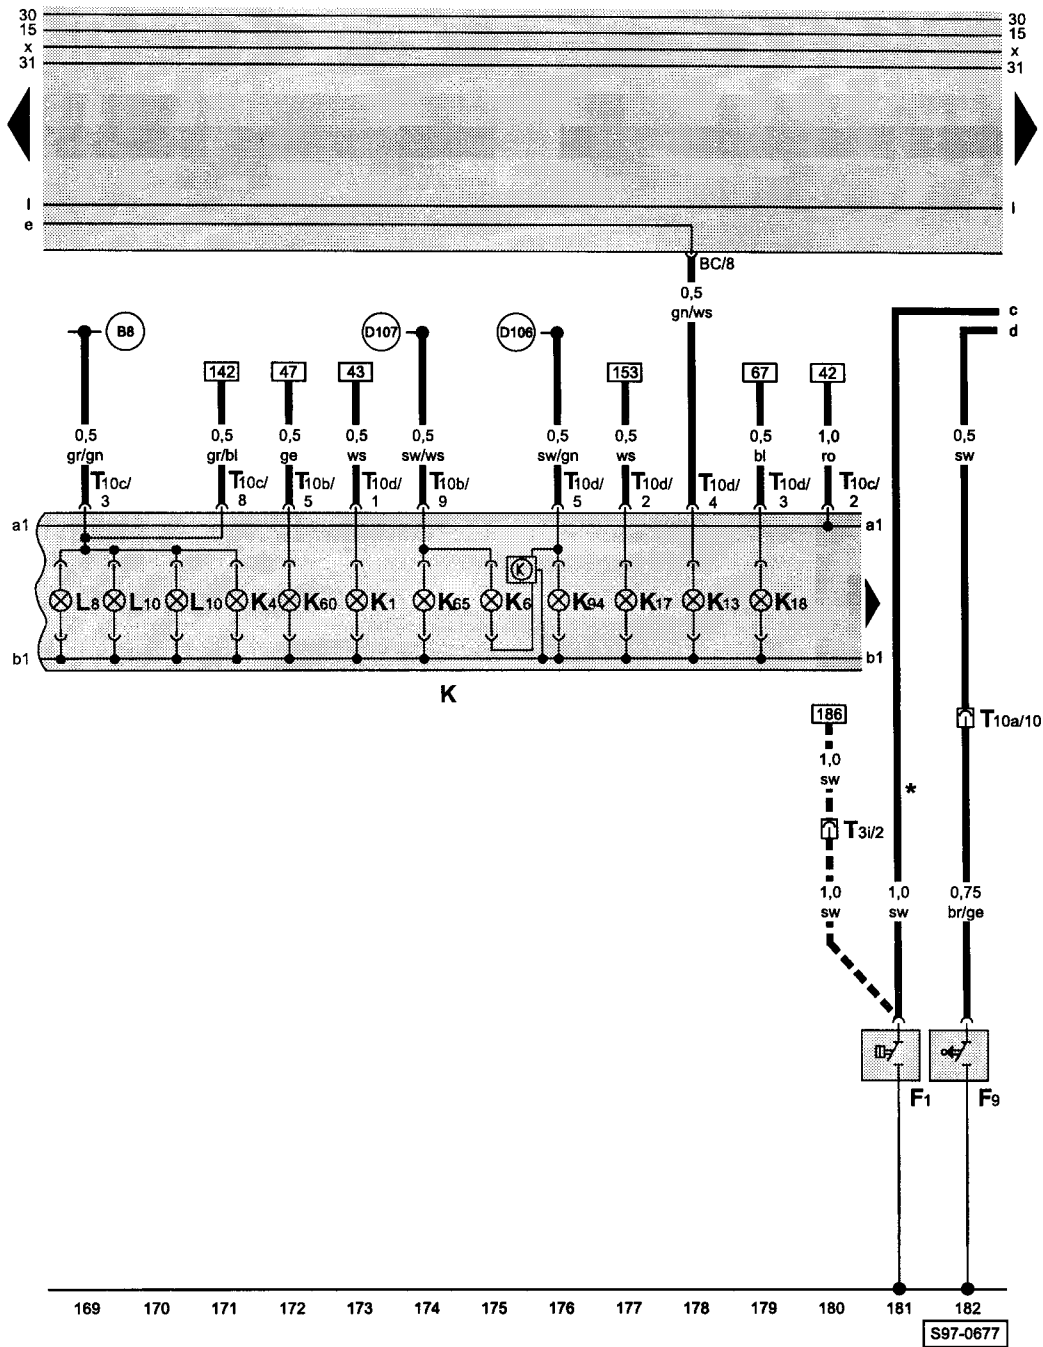 30 30
15 15
x x
31 31
l l
e
BC/8
0,5
gn/ws
c
d
B8 D107 D106
142 47 43 153 67 42
0,5 0,5 0,5 0,5 0,5 0,5 0,5 0,5 1,0 0,5
gr/gn gr/bl ge ws sw/ws sw/gn ws bl ro sw
T10c/ T10c/ T10b/ T10d/ T10b/ T10d/ T10d/ T10d/ T10d/ T10c/
3 8 5 1 9 5 2 4 3 2
a1 a1
K
L8 L10 L10 K4 K60 K1 K65 K6 K94 K17 K13 K18
b1 b1
K
186 T10a/10
1,0
sw
*
T3i/2
1,0 1,0 0,75
sw sw br/ge
F1 F9
169 170 171 172 173 174 175 176 177 178 179 180 181 182
S97-0677